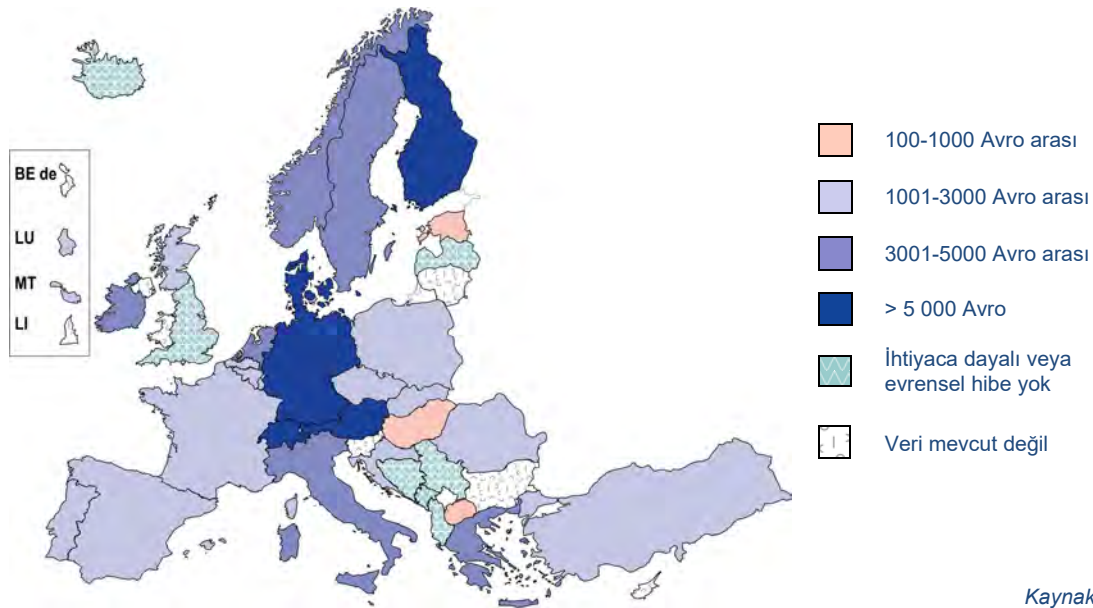 BE de
LU
MT
LI
100-1000 Avro arası
1001-3000 Avro arası
3001-5000 Avro arası
> 5 000 Avro
İhtiyaca dayalı veya
evrensel hibe yok
Veri mevcut değil
Kaynak